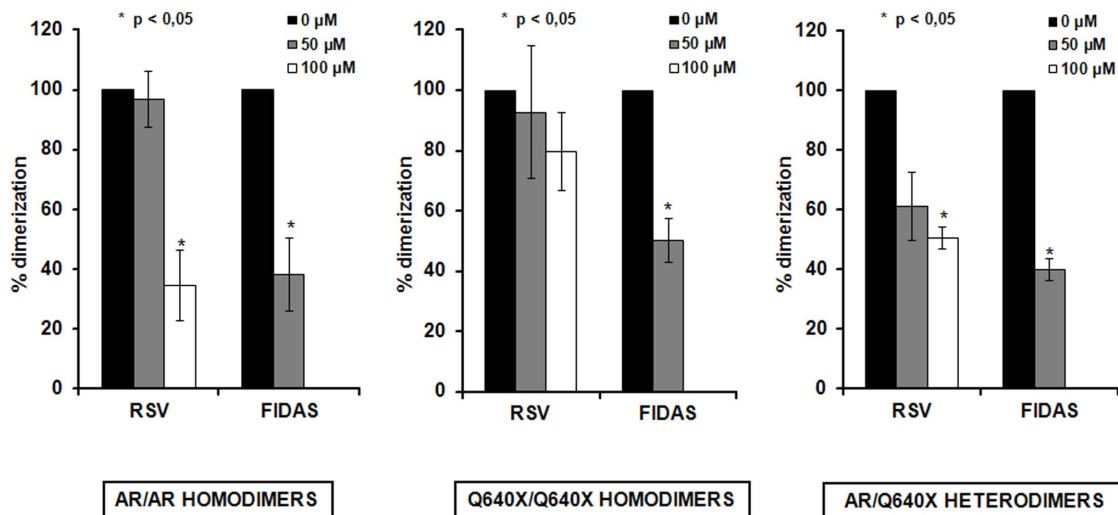 * p < 0,05
0 µM
50 µM
100 µM
120
100
80
60
40
20
0
% dimerization
*
*
RSV
FIDAS
AR/AR HOMODIMERS
* p < 0,05
0 µM
50 µM
100 µM
120
100
80
60
40
20
0
% dimerization
*
RSV
FIDAS
Q640X/Q640X HOMODIMERS
* p < 0,05
0 µM
50 µM
100 µM
120
100
80
60
40
20
0
% dimerization
*
*
RSV
FIDAS
AR/Q640X HETERODIMERS